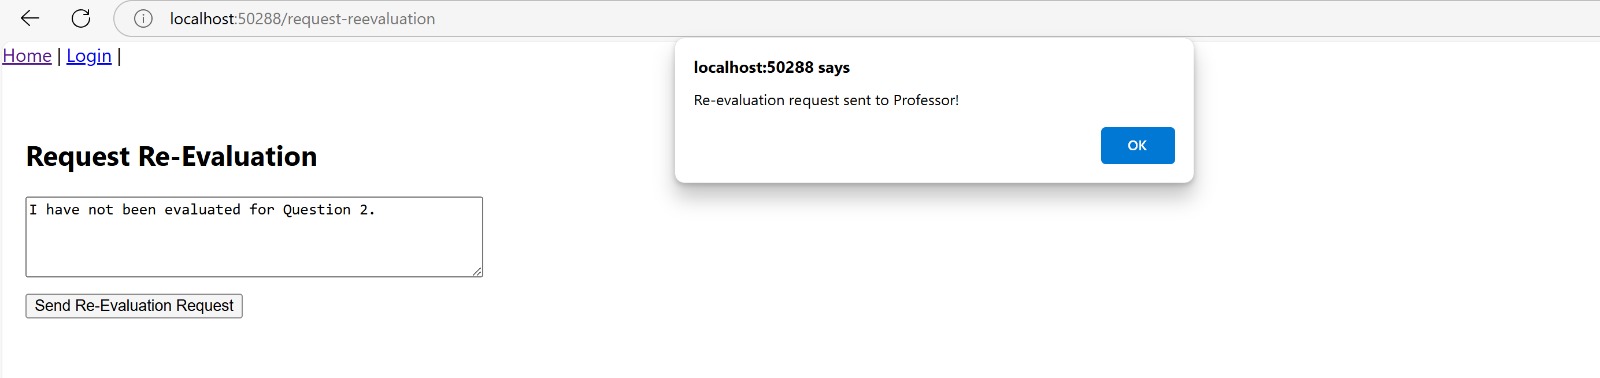 localhost:50288/request-reevaluation
Home | Login |
localhost:50288 says
Re-evaluation request sent to Professor!
OK
Request Re-Evaluation
I have not been evaluated for Question 2.
Send Re-Evaluation Request